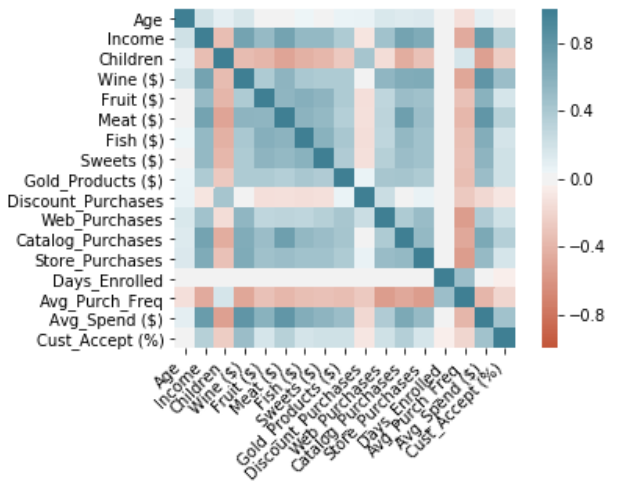 Age
Income
Children
Wine ($)
Fruit ($)
Meat ($)
Fish ($)
Sweets ($)
Gold_Products ($)
Discount_Purchases
Web_Purchases
Catalog_Purchases
Store_Purchases
Days_Enrolled
Avg_Purch_Freq
Avg_Spend ($)
Cust_Accept (%)
Age
Income
Children
Wine ($)
Fruit ($)
Meat ($)
Fish ($)
Sweets ($)
Gold_Products ($)
Discount_Purchases
Web_Purchases
Catalog_Purchases
Store_Purchases
Days_Enrolled
Avg_Purch_Freq
Avg_Spend ($)
Cust_Accept (%)
0.8
0.4
0.0
−0.4
−0.8